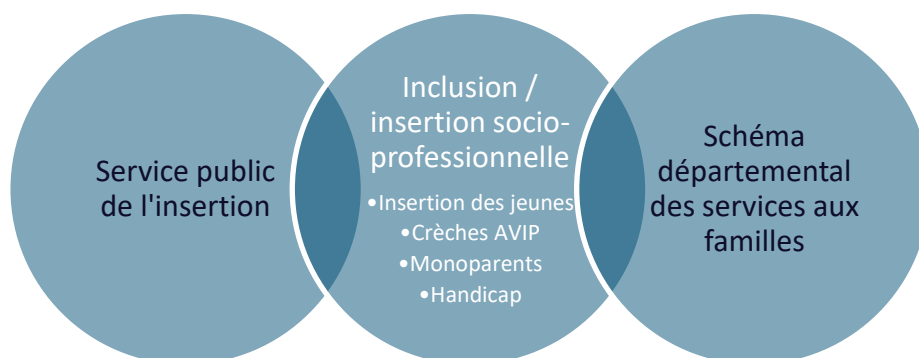 Service public
de l'insertion
Inclusion /
insertion socio-
professionnelle
•Insertion des jeunes
•Crèches AVIP
•Monoparents
•Handicap
Schéma
départemental
des services aux
familles